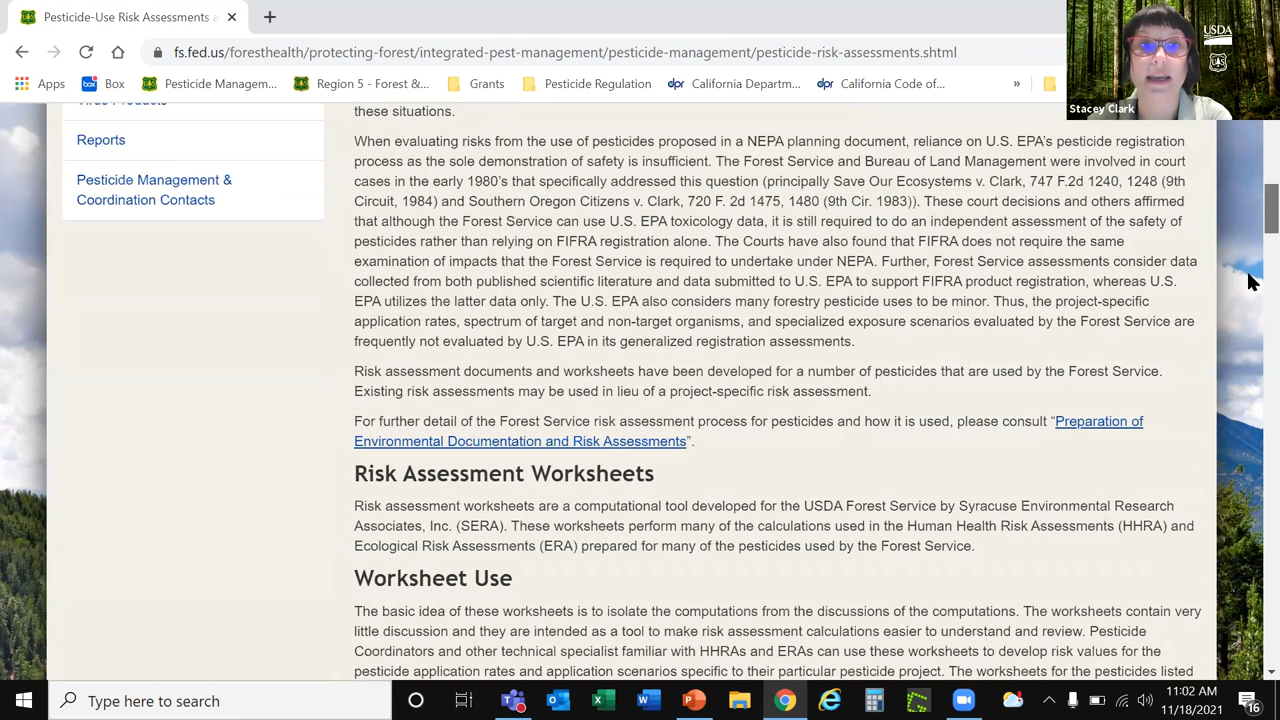 Pesticide-Use Risk Assessments a
USDA
fs.fed.us/foresthealth/protecting-forest/integrated-pest-management/pesticide-management/pesticide-risk-assessments.shtml
Apps
box
Box
Pesticide Managem...
Region 5 - Forest &...
Grants
Pesticide Regulation
dpr
California Departm...
dpr
California Code of...
»
Stacey Clark
Reports
Pesticide Management &
Coordination Contacts
these situations.
When evaluating risks from the use of pesticides proposed in a NEPA planning document, reliance on U.S. EPA's pesticide registration
process as the sole demonstration of safety is insufficient. The Forest Service and Bureau of Land Management were involved in court
cases in the early 1980's that specifically addressed this question (principally Save Our Ecosystems v. Clark, 747 F.2d 1240, 1248 (9th
Circuit, 1984) and Southern Oregon Citizens v. Clark, 720 F. 2d 1475, 1480 (9th Cir. 1983)). These court decisions and others affirmed
that although the Forest Service can use U.S. EPA toxicology data, it is still required to do an independent assessment of the safety of
pesticides rather than relying on FIFRA registration alone. The Courts have also found that FIFRA does not require the same
examination of impacts that the Forest Service is required to undertake under NEPA. Further, Forest Service assessments consider data
collected from both published scientific literature and data submitted to U.S. EPA to support FIFRA product registration, whereas U.S.
EPA utilizes the latter data only. The U.S. EPA also considers many forestry pesticide uses to be minor. Thus, the project-specific
application rates, spectrum of target and non-target organisms, and specialized exposure scenarios evaluated by the Forest Service are
frequently not evaluated by U.S. EPA in its generalized registration assessments.
Risk assessment documents and worksheets have been developed for a number of pesticides that are used by the Forest Service.
Existing risk assessments may be used in lieu of a project-specific risk assessment.
For further detail of the Forest Service risk assessment process for pesticides and how it is used, please consult “Preparation of
Environmental Documentation and Risk Assessments”.
Risk Assessment Worksheets
Risk assessment worksheets are a computational tool developed for the USDA Forest Service by Syracuse Environmental Research
Associates, Inc. (SERA). These worksheets perform many of the calculations used in the Human Health Risk Assessments (HHRA) and
Ecological Risk Assessments (ERA) prepared for many of the pesticides used by the Forest Service.
Worksheet Use
The basic idea of these worksheets is to isolate the computations from the discussions of the computations. The worksheets contain very
little discussion and they are intended as a tool to make risk assessment calculations easier to understand and review. Pesticide
Coordinators and other technical specialist familiar with HHRAs and ERAs can use these worksheets to develop risk values for the
pesticide application rates and application scenarios specific to their particular pesticide project. The worksheets for the pesticides listed
Type here to search
11:02 AM
11/18/2021
16